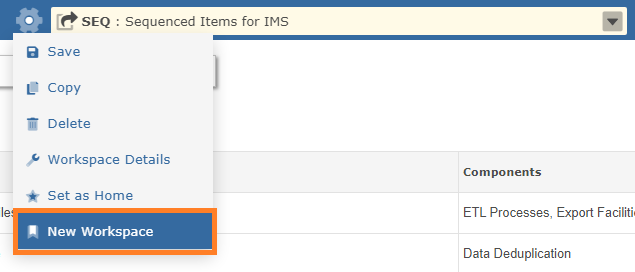 SEQ : Sequenced Items for IMS
Save
Copy
Delete
Workspace Details
Set as Home
New Workspace
Components
ETL Processes, Export Facilitie
Data Deduplication